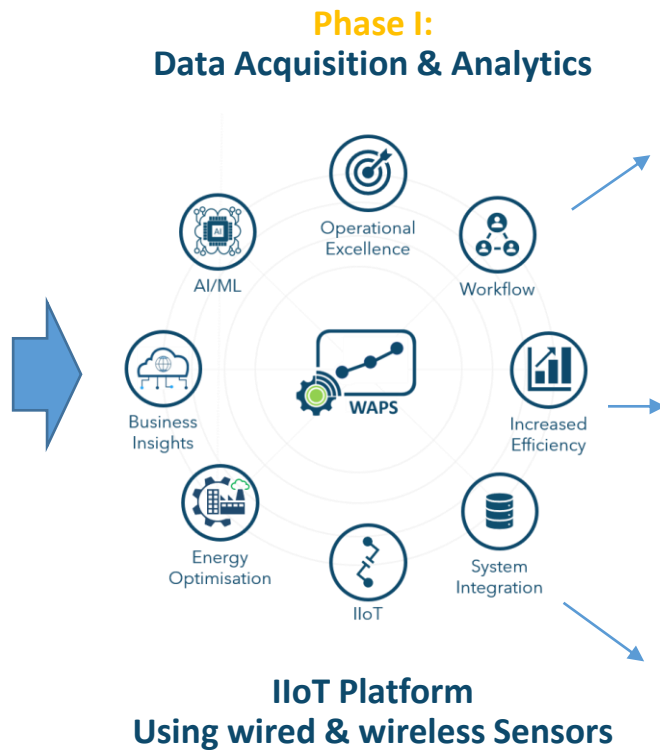 Phase I:
Data Acquisition & Analytics
Operational
Excellence
AI
AI/ML
Workflow
WAPS
Business
Insights
Increased
Efficiency
Energy
Optimisation
System
Integration
IIoT
IIoT Platform
Using wired & wireless Sensors